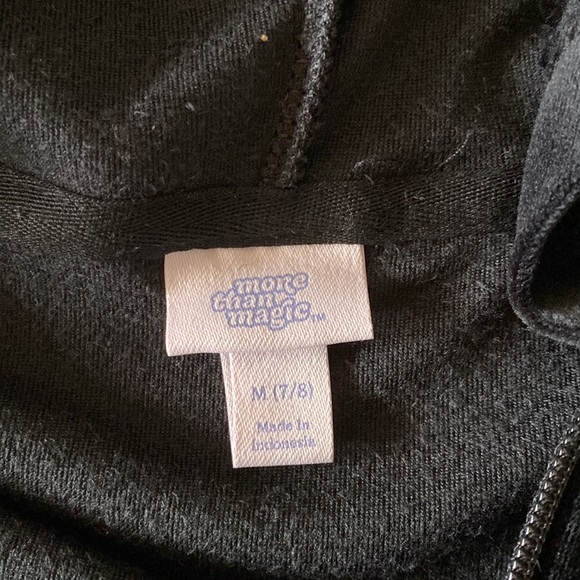 more
than
magic™
M (7/8)
Made In
Indonesia